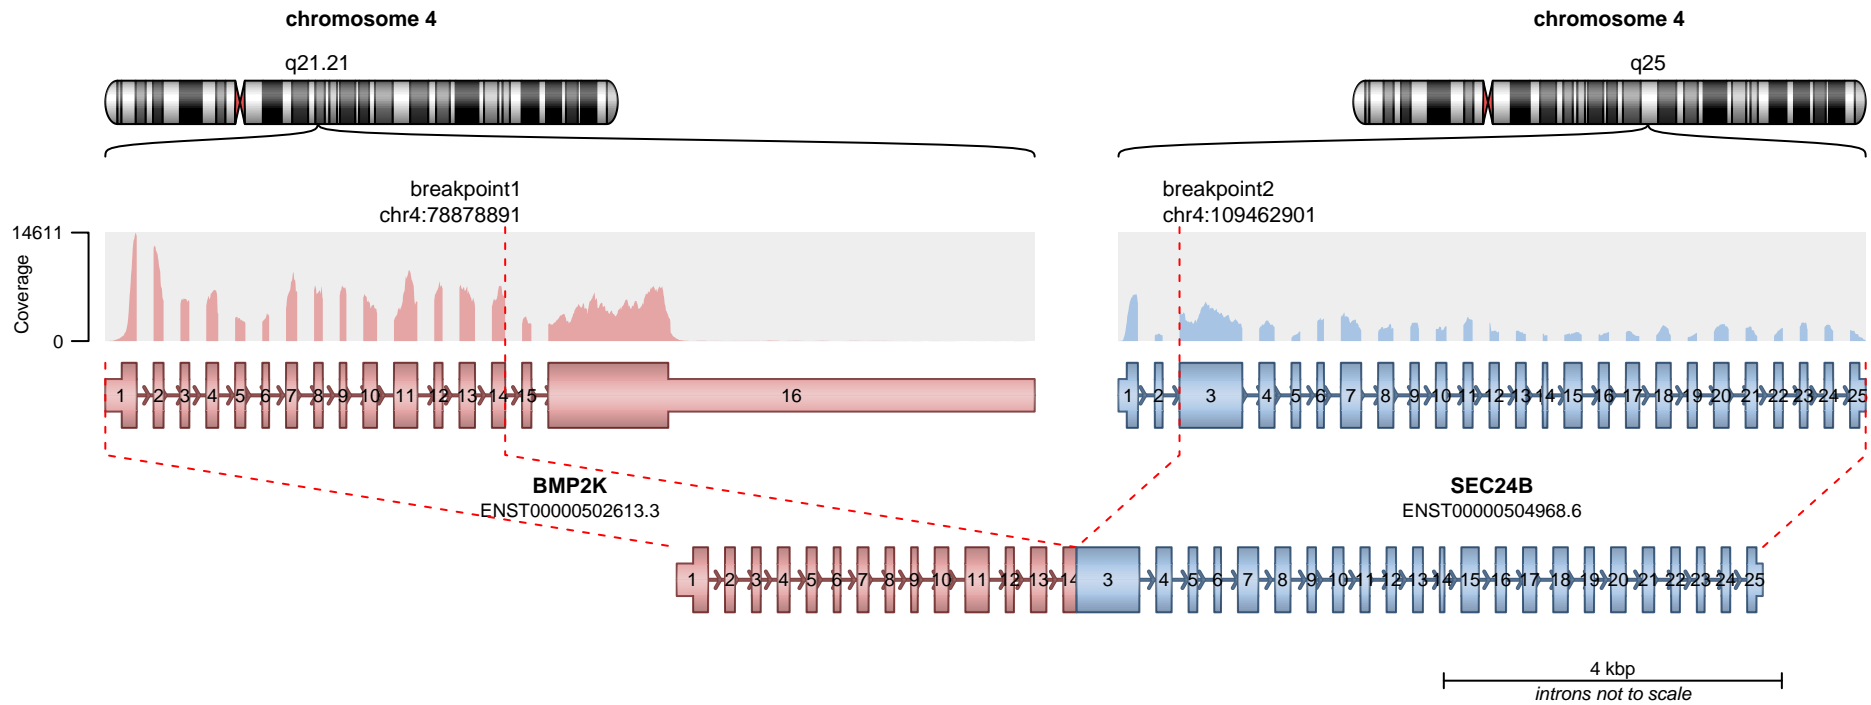 chromosome 4
chromosome 4
q21.21
q25
breakpoint1
chr4:78878891
breakpoint2
chr4:109462901
14611
Coverage
0
1 2 3 4 5 6 7 8 9 10 11 12 13 14 15 16
1 2 3 4 5 6 7 8 9 10 11 12 13 14 15 16 17 18 19 20 21 22 23 24 25
BMP2K
ENST00000502613.3
SEC24B
ENST00000504968.6
1 2 3 4 5 6 7 8 9 10 11 12 13 14 3 4 5 6 7 8 9 10 11 12 13 14 15 16 17 18 19 20 21 22 23 24 25
4 kbp
introns not to scale